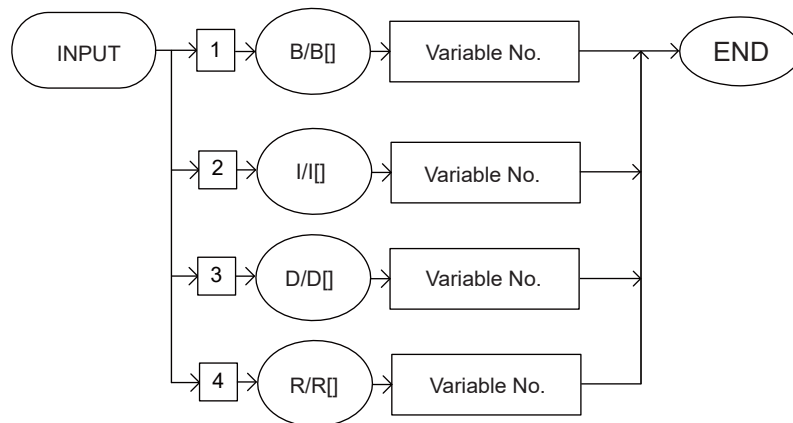 INPUT 1 B/B[] Variable No. END
2 I/I[] Variable No.
3 D/D[] Variable No.
4 R/R[] Variable No.